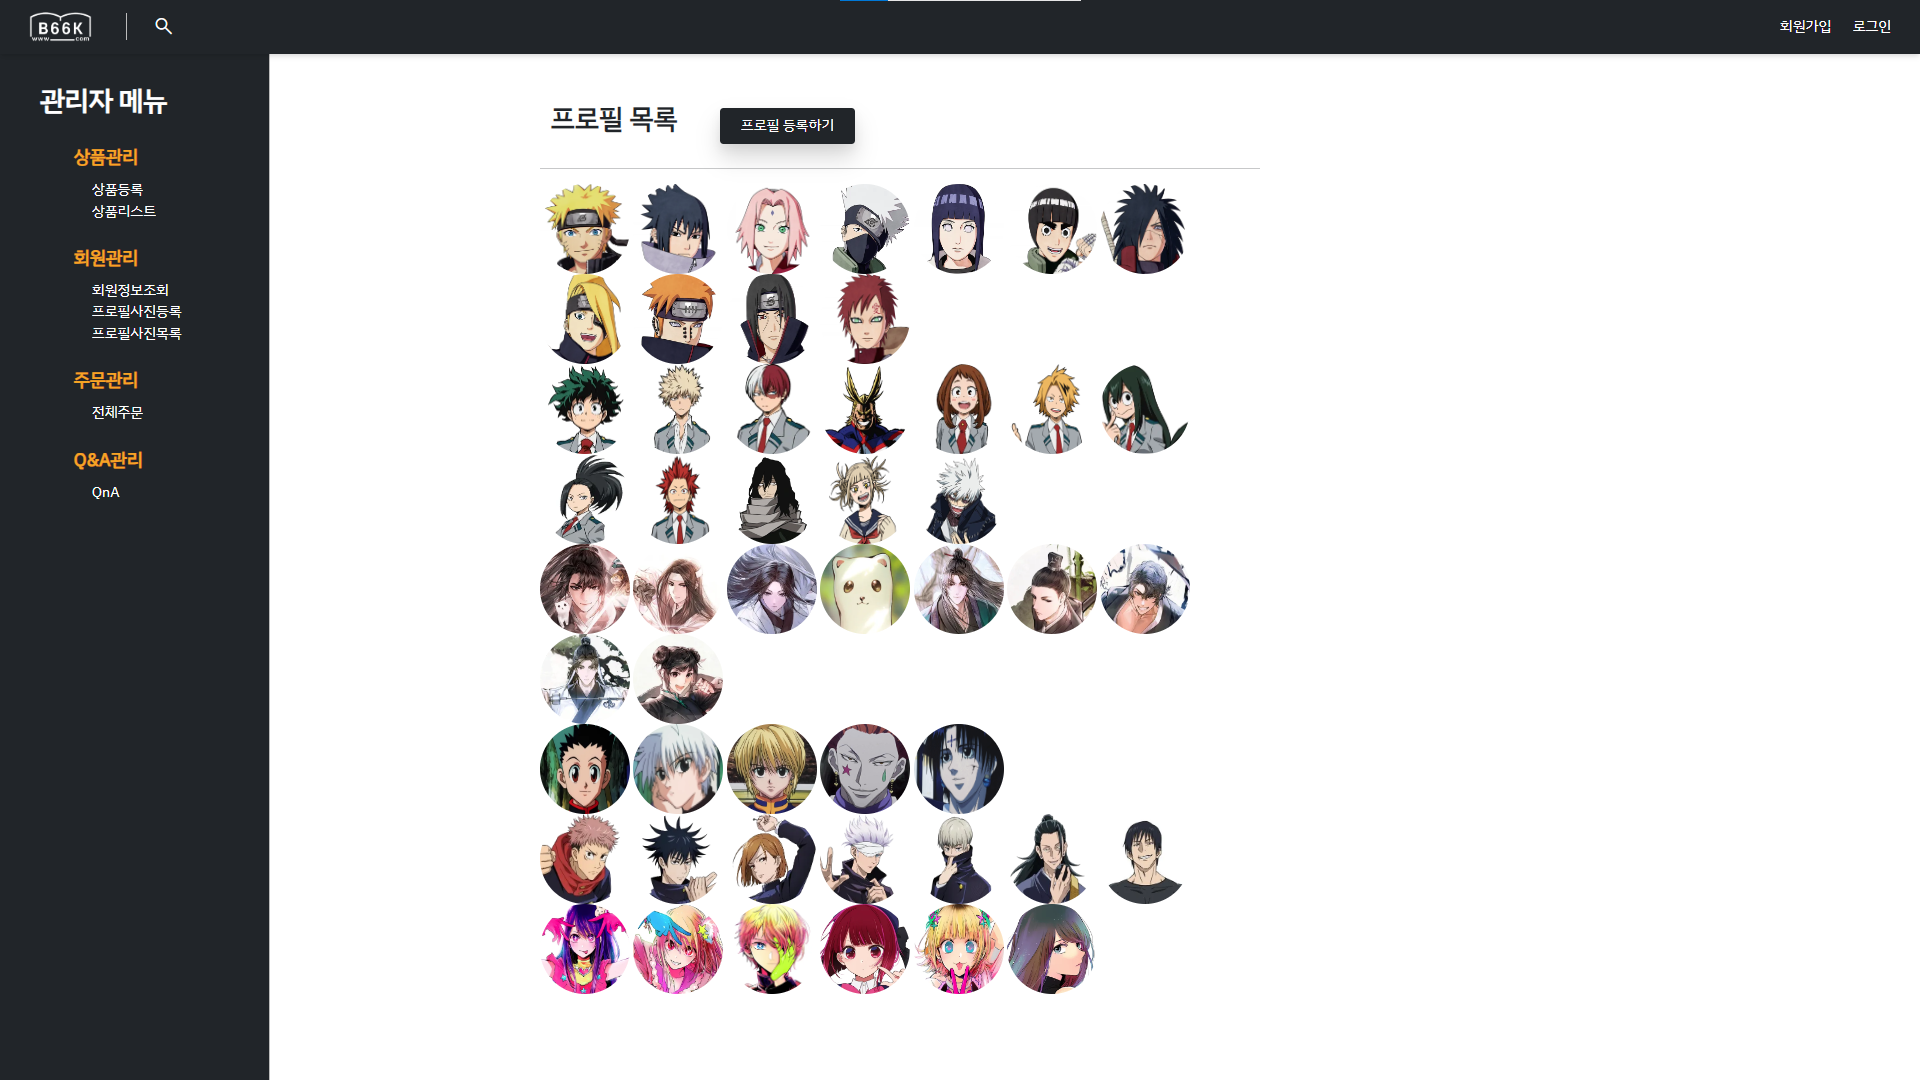 B66K
www. .com
회원가입
로그인
관리자 메뉴
상품관리
상품등록
상품리스트
회원관리
회원정보조회
프로필사진등록
프로필사진목록
주문관리
전체주문
Q&A관리
QnA
프로필 목록
프로필 등록하기